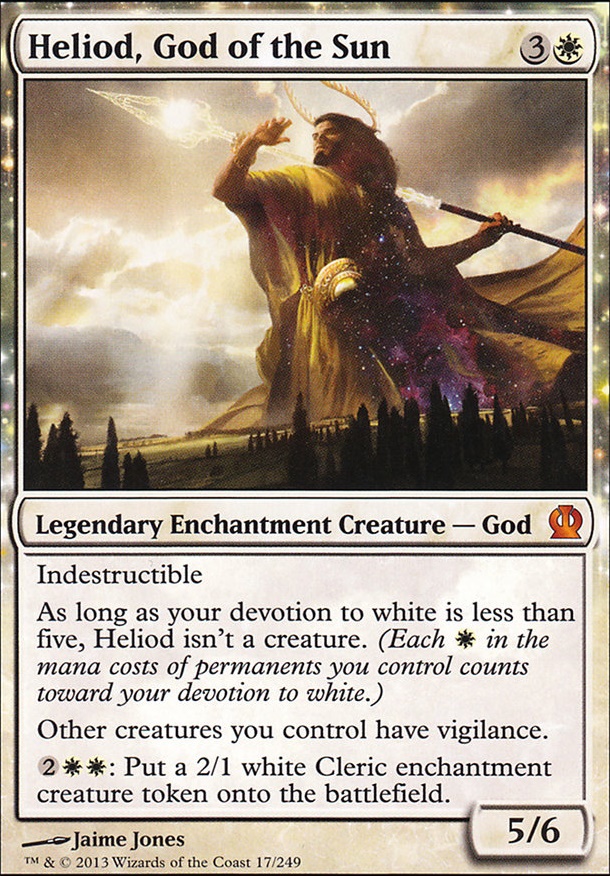 Heliod, God of the Sun 3
Legendary Enchantment Creature — God
Indestructible
As long as your devotion to white is less than
five, Heliod isn't a creature. (Each in the
mana costs of permanents you control counts
toward your devotion to white.)
Other creatures you control have vigilance.
2: Put a 2/1 white Cleric enchantment
creature token onto the battlefield.
5/6
Jaime Jones
™ & © 2013 Wizards of the Coast 17/249